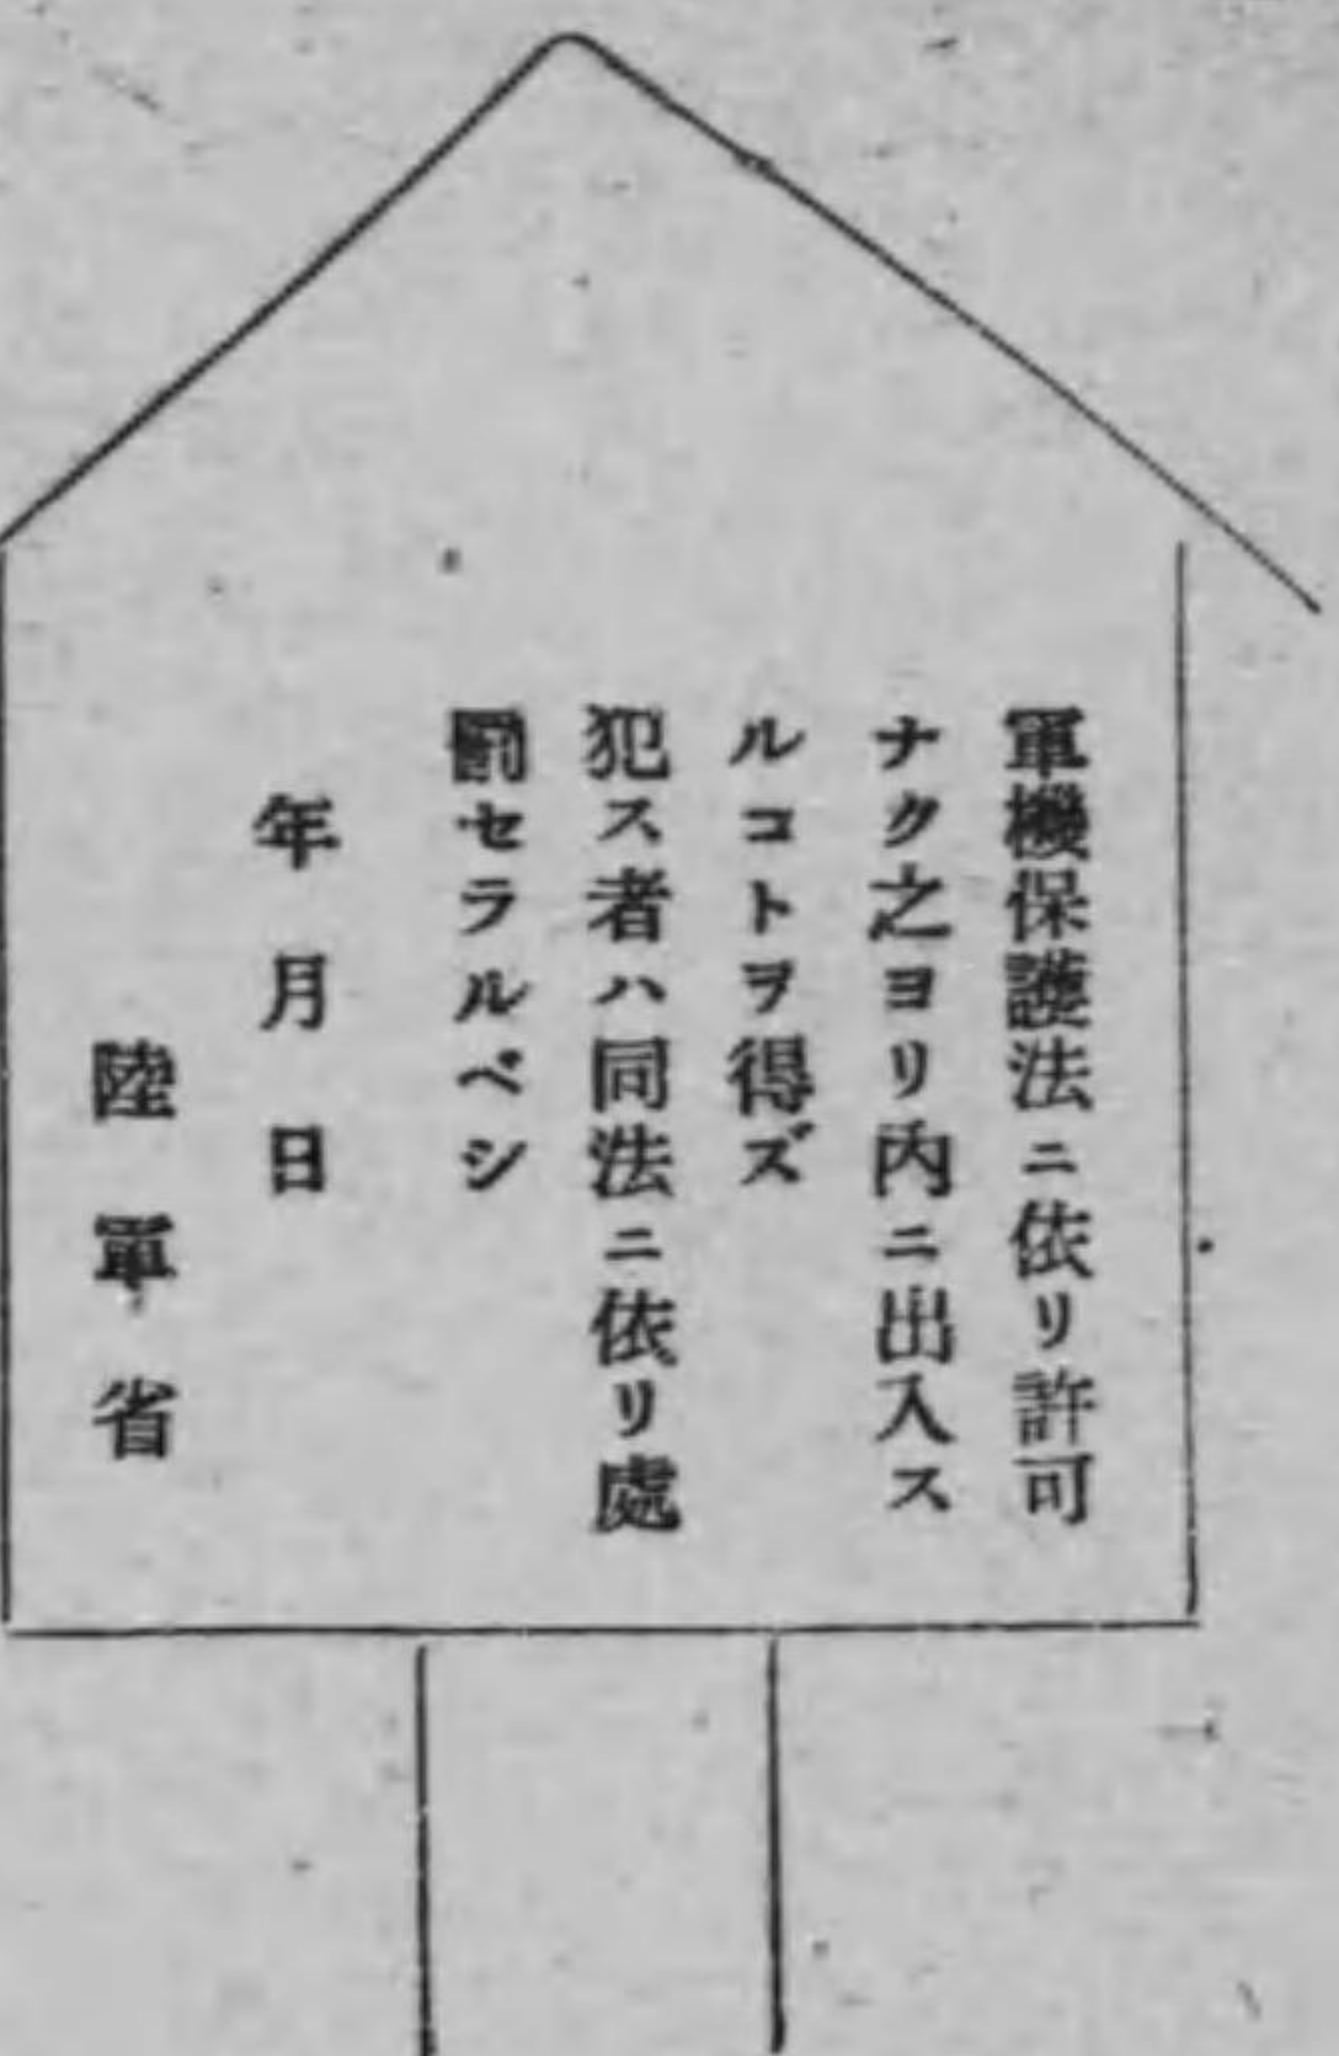 軍機保護法ニ依リ許可
ナク之ヨリ內ニ出入ス
ルコトヲ得ズ
犯ス者ハ同法ニ依リ處
罰セラルベシ
年月日
陸軍省